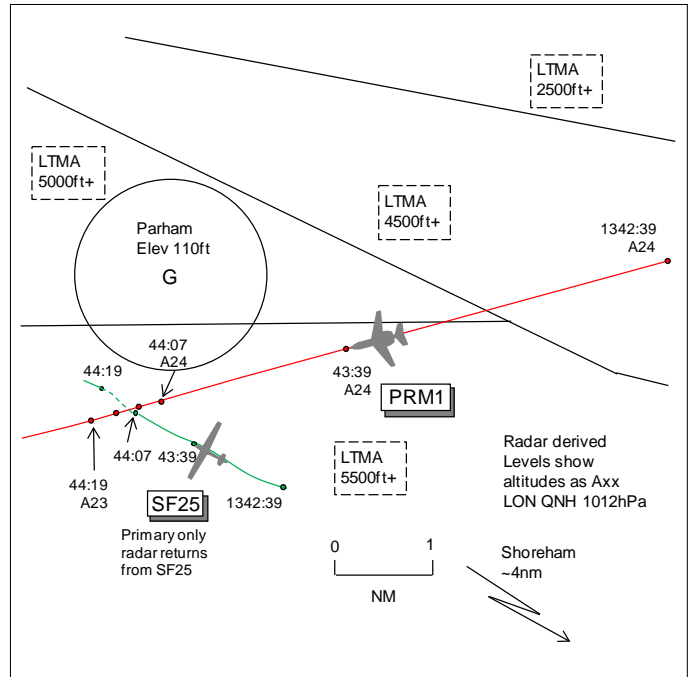 LTMA
2500ft+
LTMA
5000ft+
LTMA
4500ft+
Parham
Elev 110ft
G
1342:39
A24
44:07
A24
44:19
43:39
A24
PRM1
44:07
43:39
44:19
A23
SF25
1342:39
Primary only
radar returns
from SF25
LTMA
5500ft+
Radar derived
Levels show
altitudes as Axx
LON QNH 1012hPa
0
1
NM
Shoreham
~4nm